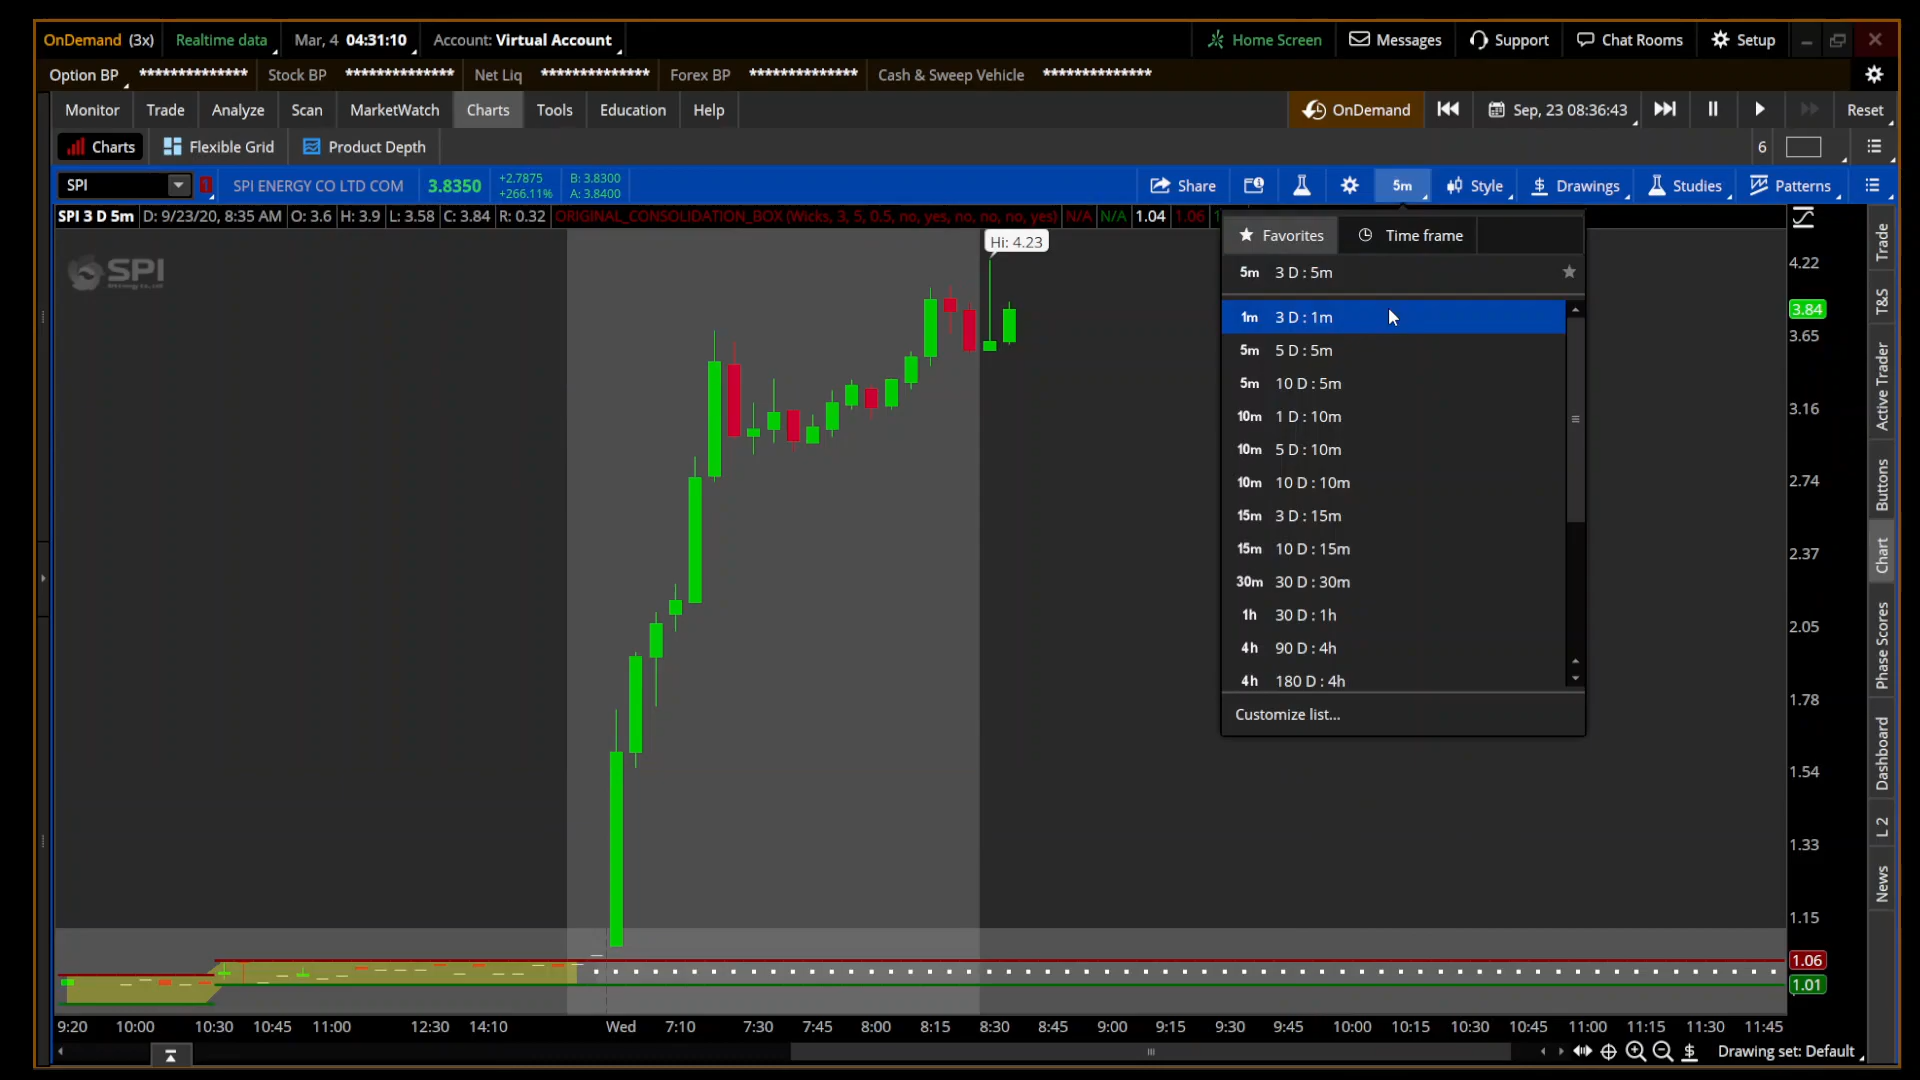 OnDemand (3x) Realtime data Mar, 4 04:31:10 Account: Virtual Account Home Screen Messages Support Chat Rooms Setup
Option BP ************** Stock BP ************** Net Liq ************** Forex BP ************** Cash & Sweep Vehicle **************
Monitor Trade Analyze Scan MarketWatch Charts Tools Education Help OnDemand Sep, 23 08:36:43 Reset
Charts Flexible Grid Product Depth 6
SPI 1 SPI ENERGY CO LTD COM 3.8350 +2.7875 B: 3.8300 Share 5m Style Drawings Studies Patterns
+266.11% A: 3.8400
SPI 3 D 5m D: 9/23/20, 8:35 AM O: 3.6 H: 3.9 L: 3.58 C: 3.84 R: 0.32 ORIGINAL_CONSOLIDATION_BOX (Wicks, 3, 5, 0.5, no, yes, no, no, no, yes) N/A N/A 1.04 1.06
Favorites Time frame
Hi: 4.23
SPI
5m 3 D : 5m
1m 3 D : 1m
5m 5 D : 5m
5m 10 D : 5m
10m 1 D : 10m
10m 5 D : 10m
10m 10 D : 10m
15m 3 D : 15m
15m 10 D : 15m
30m 30 D : 30m
1h 30 D : 1h
4h 90 D : 4h
4h 180 D : 4h
Customize list...
4.22
3.84
3.65
3.16
2.74
2.37
2.05
1.78
1.54
1.33
1.15
1.06
1.01
Trade
T&S
Active Trader
Buttons
Chart
Phase Scores
Dashboard
L 2
News
9:20 10:00 10:30 10:45 11:00 12:30 14:10 Wed 7:10 7:30 7:45 8:00 8:15 8:30 8:45 9:00 9:15 9:30 9:45 10:00 10:15 10:30 10:45 11:00 11:15 11:30 11:45
Drawing set: Default